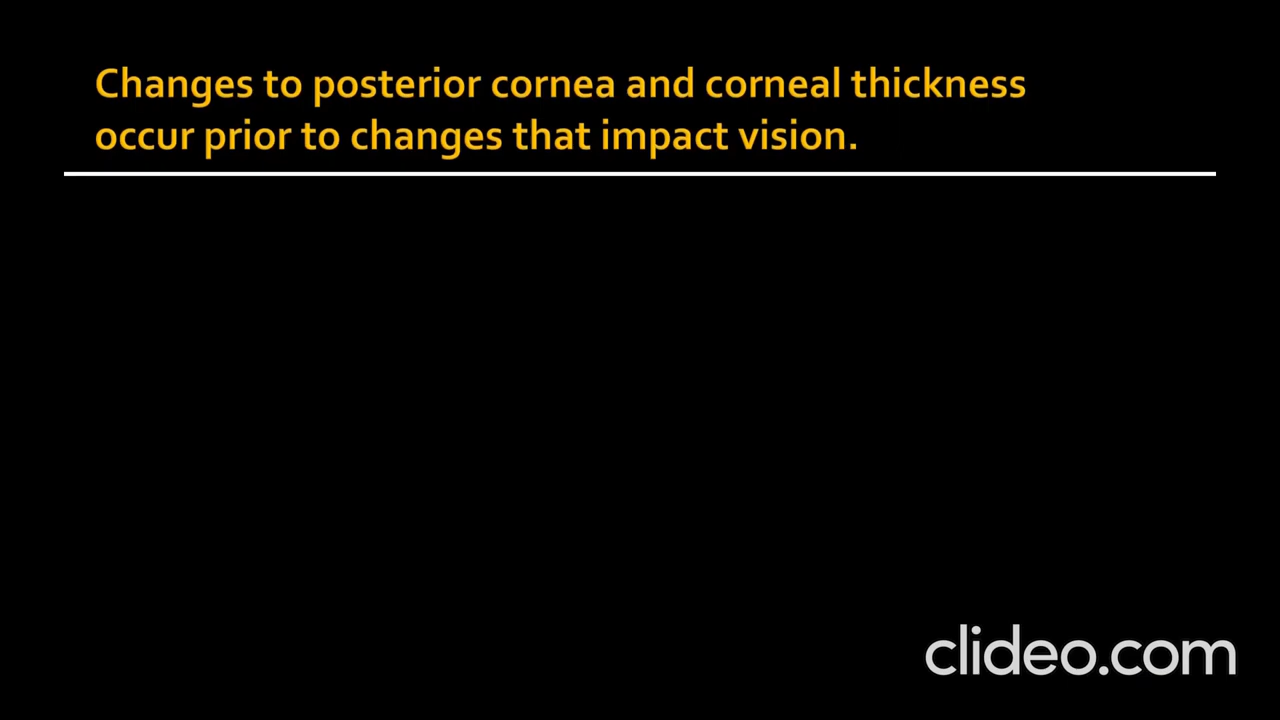 Changes to posterior cornea and corneal thickness
occur prior to changes that impact vision.
clideo.com